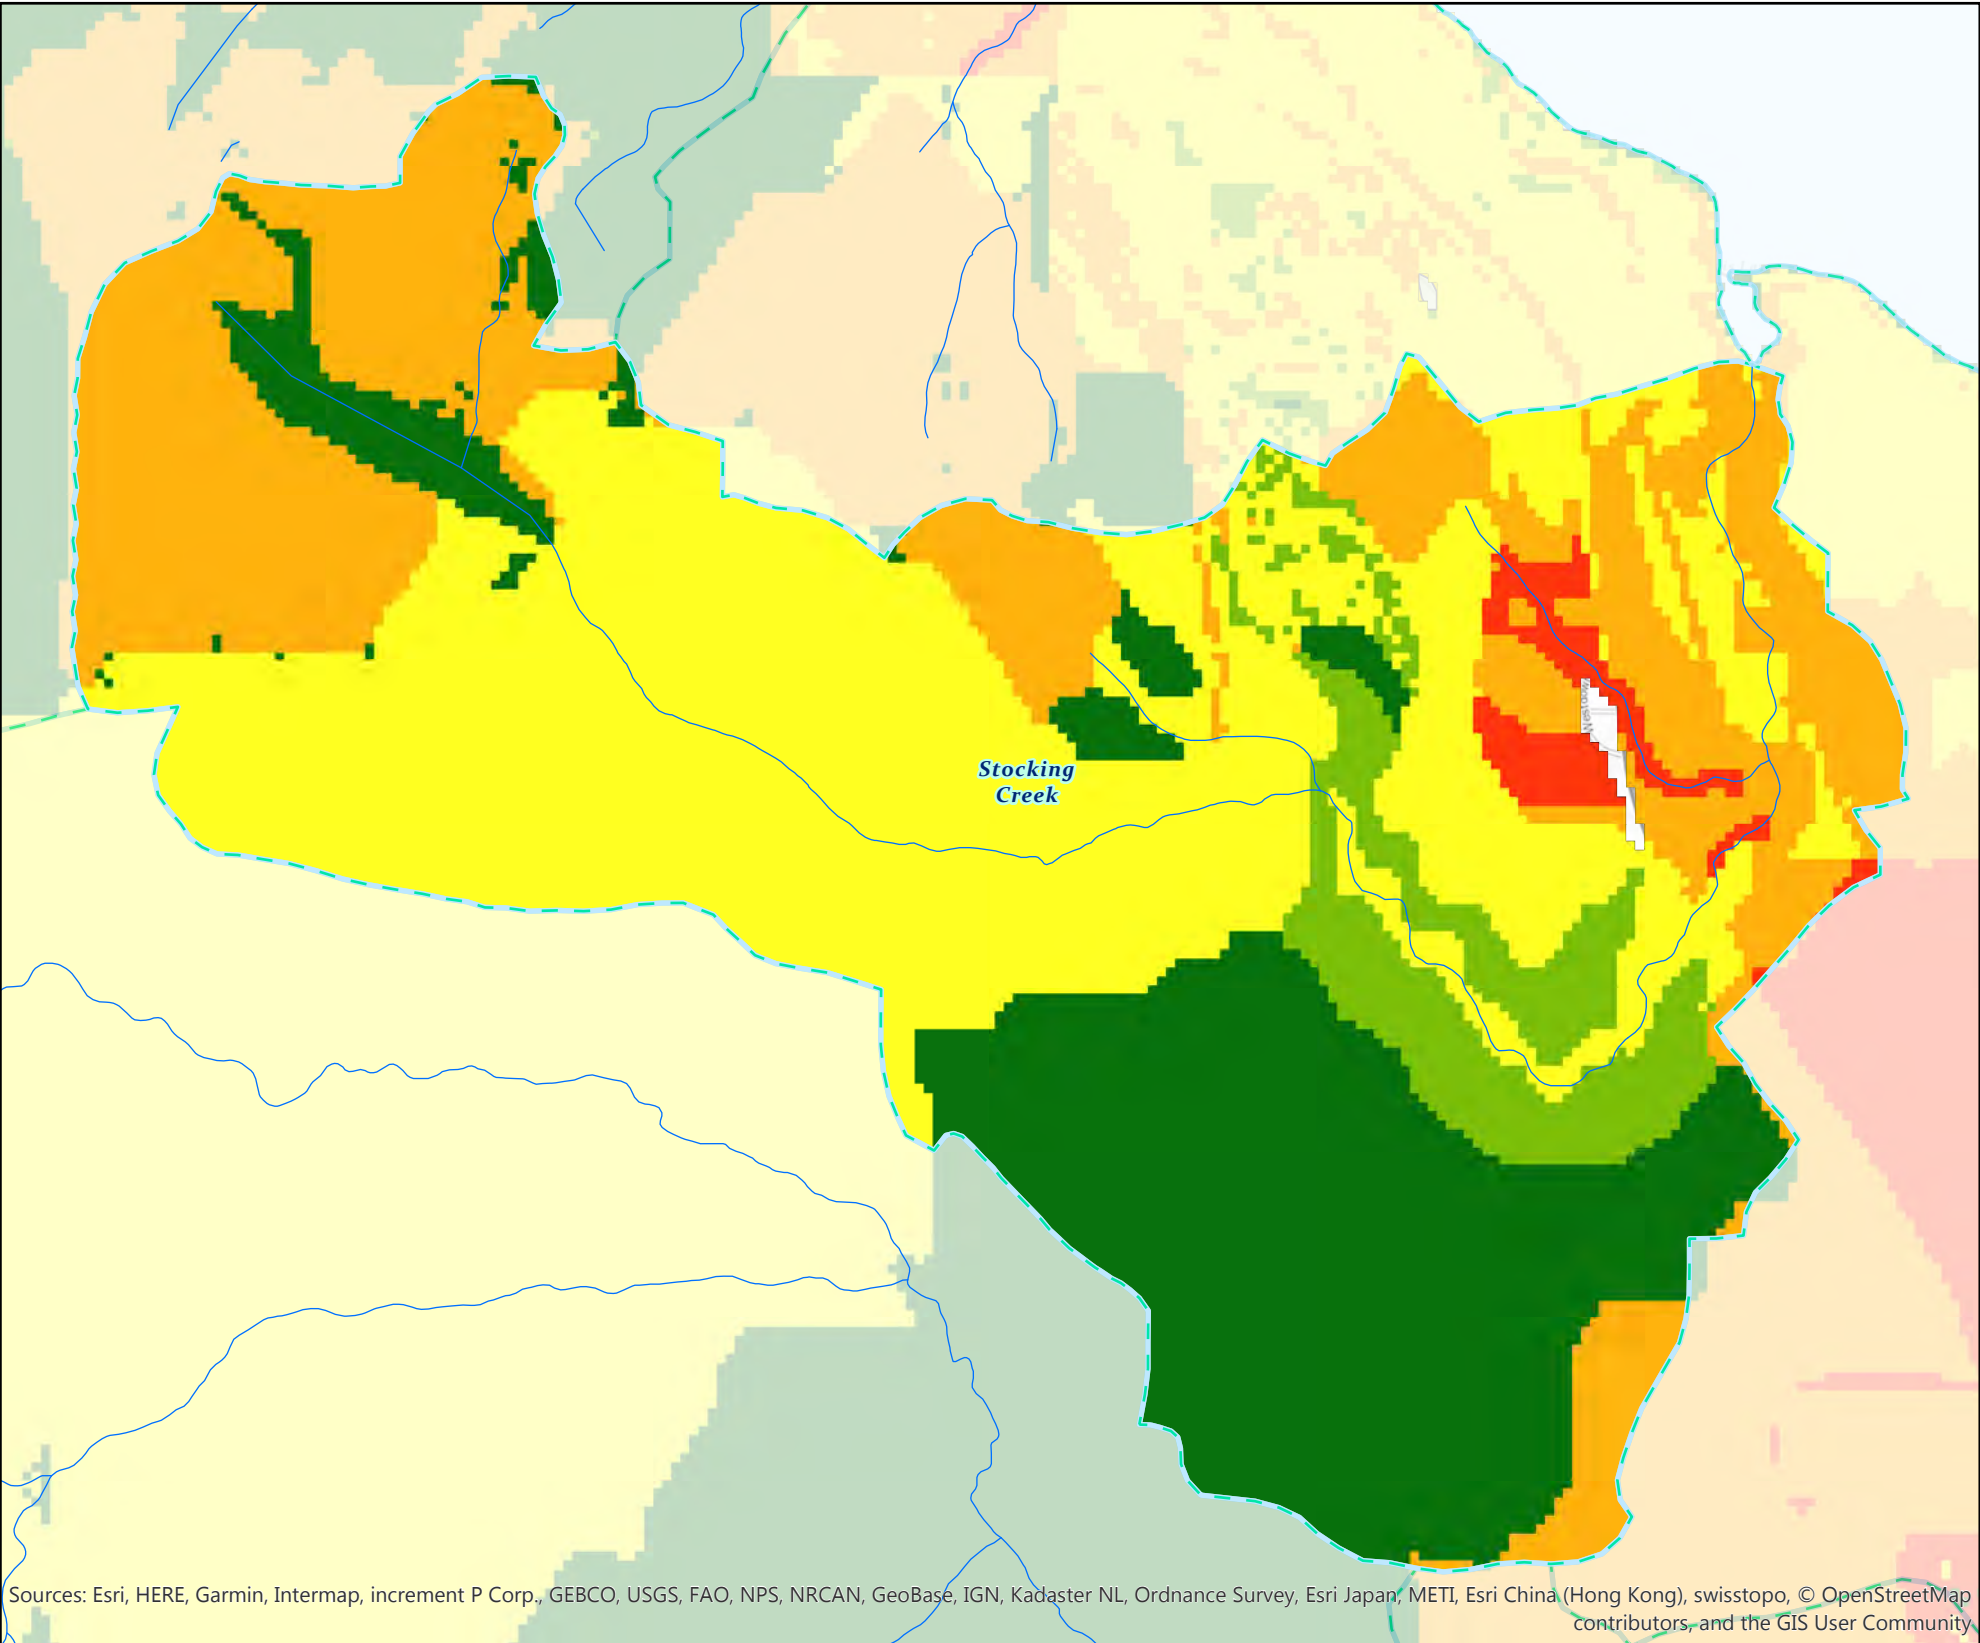 Stocking
Creek
Sources: Esri, HERE, Garmin, Intermap, increment P Corp., GEBCO, USGS, FAO, NPS, NRCAN, GeoBase, IGN, Kadaster NL, Ordnance Survey, Esri Japan, METI, Esri China (Hong Kong), swisstopo, © OpenStreetMap
contributors, and the GIS User Community